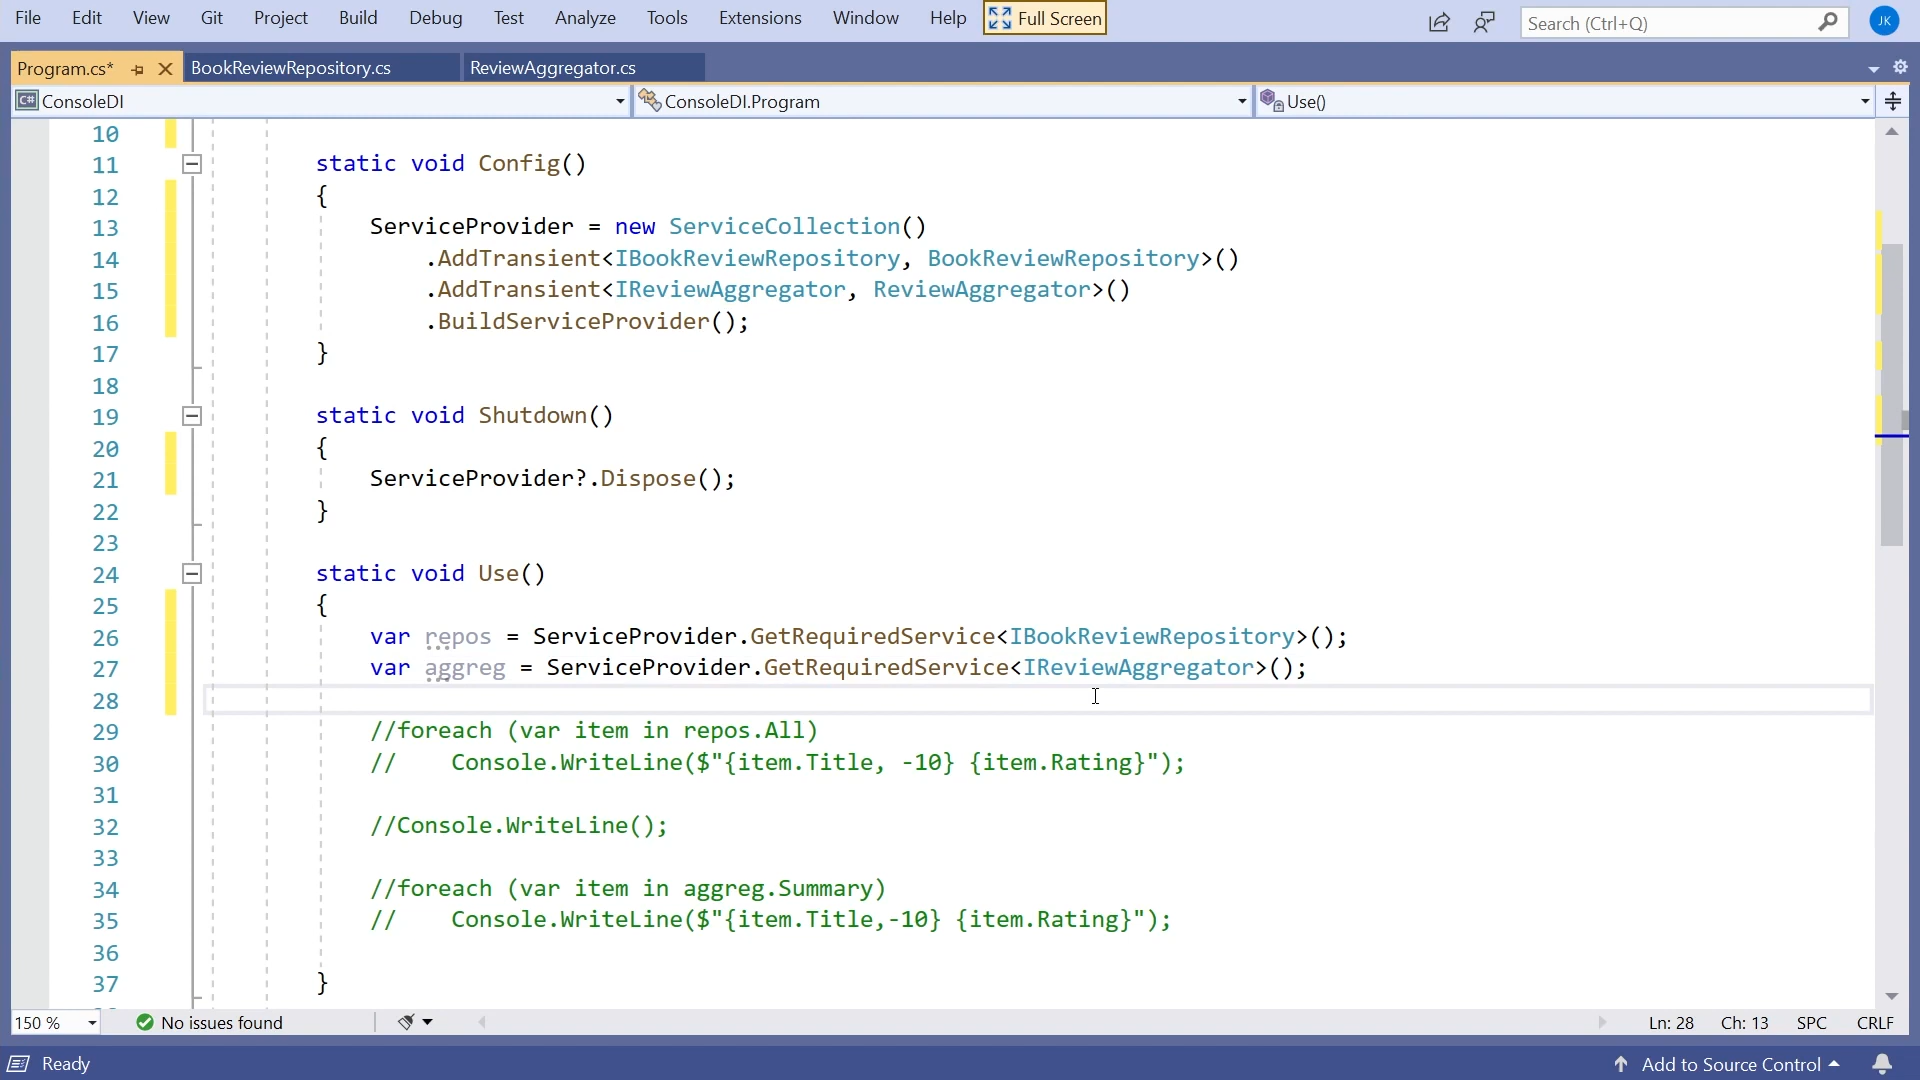 File Edit View Git Project Build Debug Test Analyze Tools Extensions Window Help Full Screen Search (Ctrl+Q) JK
Program.cs* BookReviewRepository.cs ReviewAggregator.cs
C# ConsoleDI ConsoleDI.Program Use()
10
11 static void Config()
12 {
13 ServiceProvider = new ServiceCollection()
14 .AddTransient<IBookReviewRepository, BookReviewRepository>()
15 .AddTransient<IReviewAggregator, ReviewAggregator>()
16 .BuildServiceProvider();
17 }
18
19 static void Shutdown()
20 {
21 ServiceProvider?.Dispose();
22 }
23
24 static void Use()
25 {
26 var repos = ServiceProvider.GetRequiredService<IBookReviewRepository>();
27 var aggreg = ServiceProvider.GetRequiredService<IReviewAggregator>();
28
29 //foreach (var item in repos.All)
30 // Console.WriteLine($"{item.Title, -10} {item.Rating}");
31
32 //Console.WriteLine();
33
34 //foreach (var item in aggreg.Summary)
35 // Console.WriteLine($"{item.Title,-10} {item.Rating}");
36
37 }
150 % No issues found Ln: 28 Ch: 13 SPC CRLF
Ready Add to Source Control